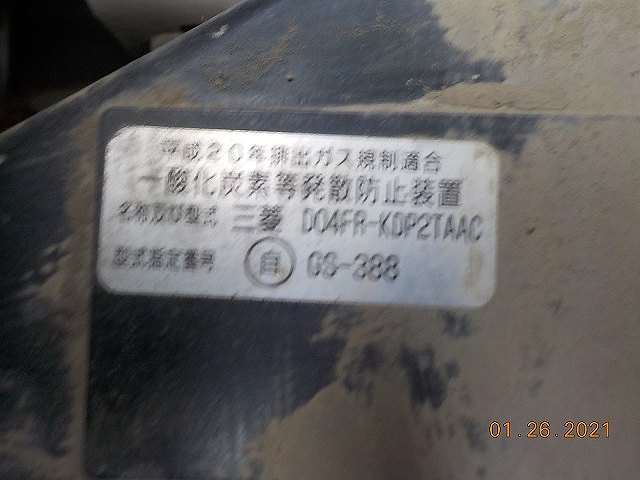 平成20年排出ガス規制適合
一酸化炭素等発散防止装置
名称及び型式 三菱 D04FR-KDP2TAAC
型式指定番号 自 GS-388
01.26.2021